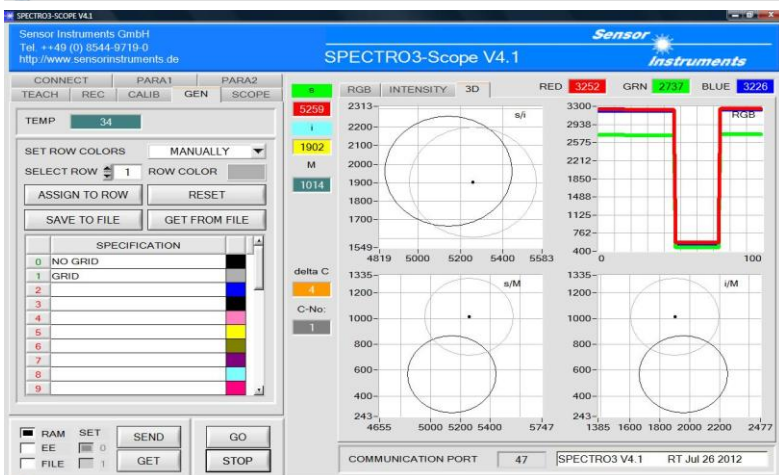 SPECTRO3-SCOPE V4.1
Sensor Instruments GmbH
Tel. ++49 (0) 8544-9719-0
http://www.sensorinstruments.de
SPECTRO3-Scope V4.1
Sensor
Instruments
CONNECT PARA1 PARA2
TEACH REC CALIB GEN SCOPE
TEMP 34
SET ROW COLORS MANUALLY
SELECT ROW 1 ROW COLOR
ASSIGN TO ROW RESET
SAVE TO FILE GET FROM FILE
SPECIFICATION
0 NO GRID
1 GRID
2
3
4
5
6
7
8
9
RAM SET
EE 0
FILE 1
SEND GO
GET STOP
s
5259
i
1902
M
1014
delta C
4
C-No:
1
RGB INTENSITY 3D
RED 3252 GRN 2737 BLUE 3226
s/i
2313-
2200-
2100-
2000-
1900-
1800-
1700-
1549-
4819 5000 5200 5400 5583
RGB
3300-
2938-
2575-
2212-
1850-
1488-
1125-
762-
400-
0 100
s/M
1335-
1200-
1000-
800-
600-
400-
243-
4655 5000 5200 5400 5747
i/M
1335-
1200-
1000-
800-
600-
400-
243-
1385 1600 1800 2000 2200 2477
COMMUNICATION PORT 47 SPECTRO3 V4.1 RT Jul 26 2012